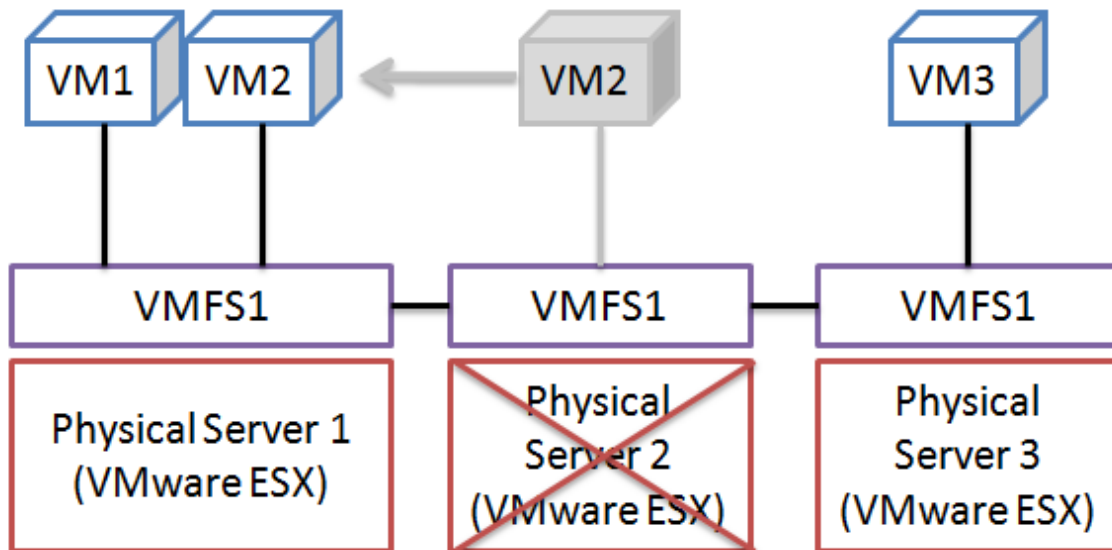 VM1
VM2
VM2
VM3
VMFS1
VMFS1
VMFS1
Physical Server 1
(VMware ESX)
Physical
Server 2
(VMware ESX)
Physical
Server 3
(VMware ESX)